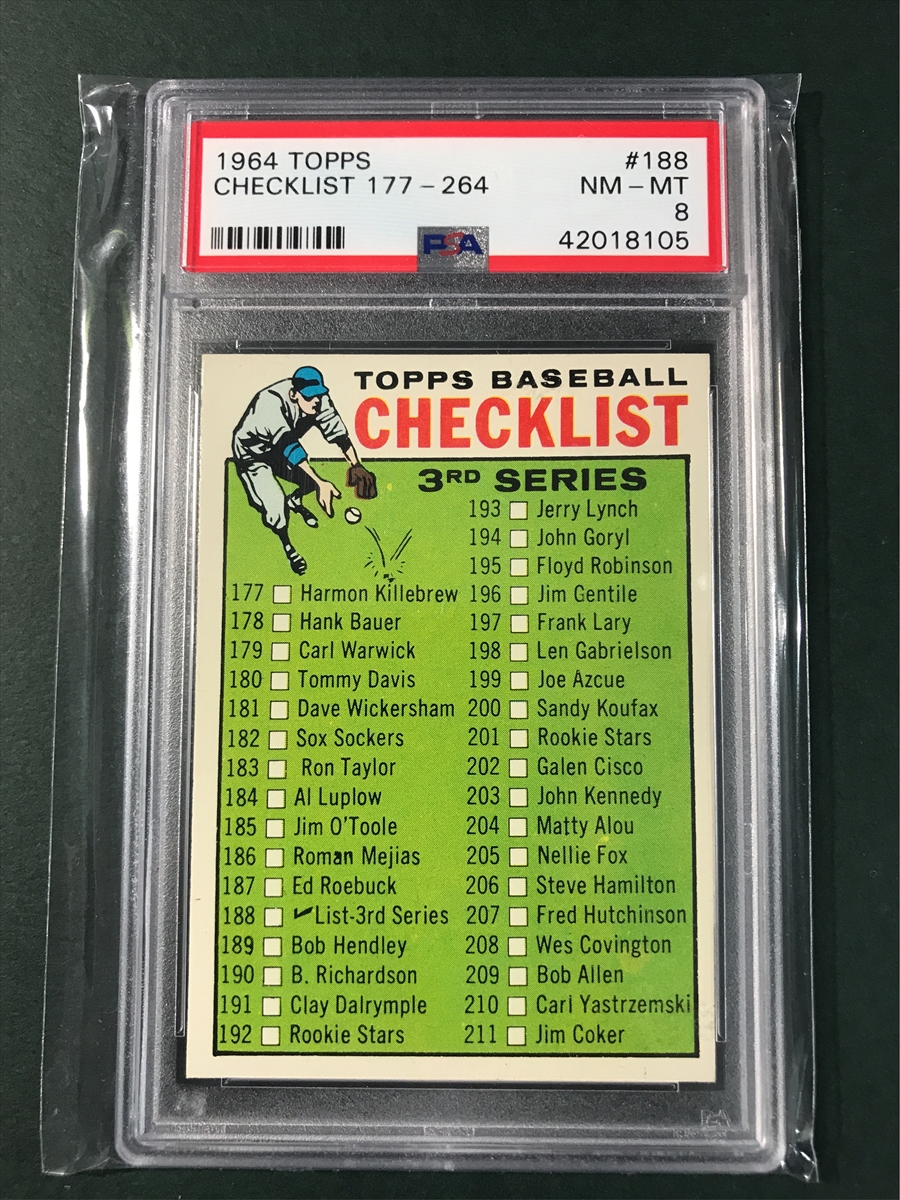 1964 TOPPS #188
CHECKLIST 177 – 264 NM – MT
8
PSA 42018105
TOPPS BASEBALL
CHECKLIST
3RD SERIES
177 Harmon Killebrew
178 Hank Bauer
179 Carl Warwick
180 Tommy Davis
181 Dave Wickersham
182 Sox Sockers
183 Ron Taylor
184 Al Luplow
185 Jim O'Toole
186 Roman Mejias
187 Ed Roebuck
188 ✓List-3rd Series
189 Bob Hendley
190 B. Richardson
191 Clay Dalrymple
192 Rookie Stars
193 Jerry Lynch
194 John Goryl
195 Floyd Robinson
196 Jim Gentile
197 Frank Lary
198 Len Gabrielson
199 Joe Azcue
200 Sandy Koufax
201 Rookie Stars
202 Galen Cisco
203 John Kennedy
204 Matty Alou
205 Nellie Fox
206 Steve Hamilton
207 Fred Hutchinson
208 Wes Covington
209 Bob Allen
210 Carl Yastrzemski
211 Jim Coker